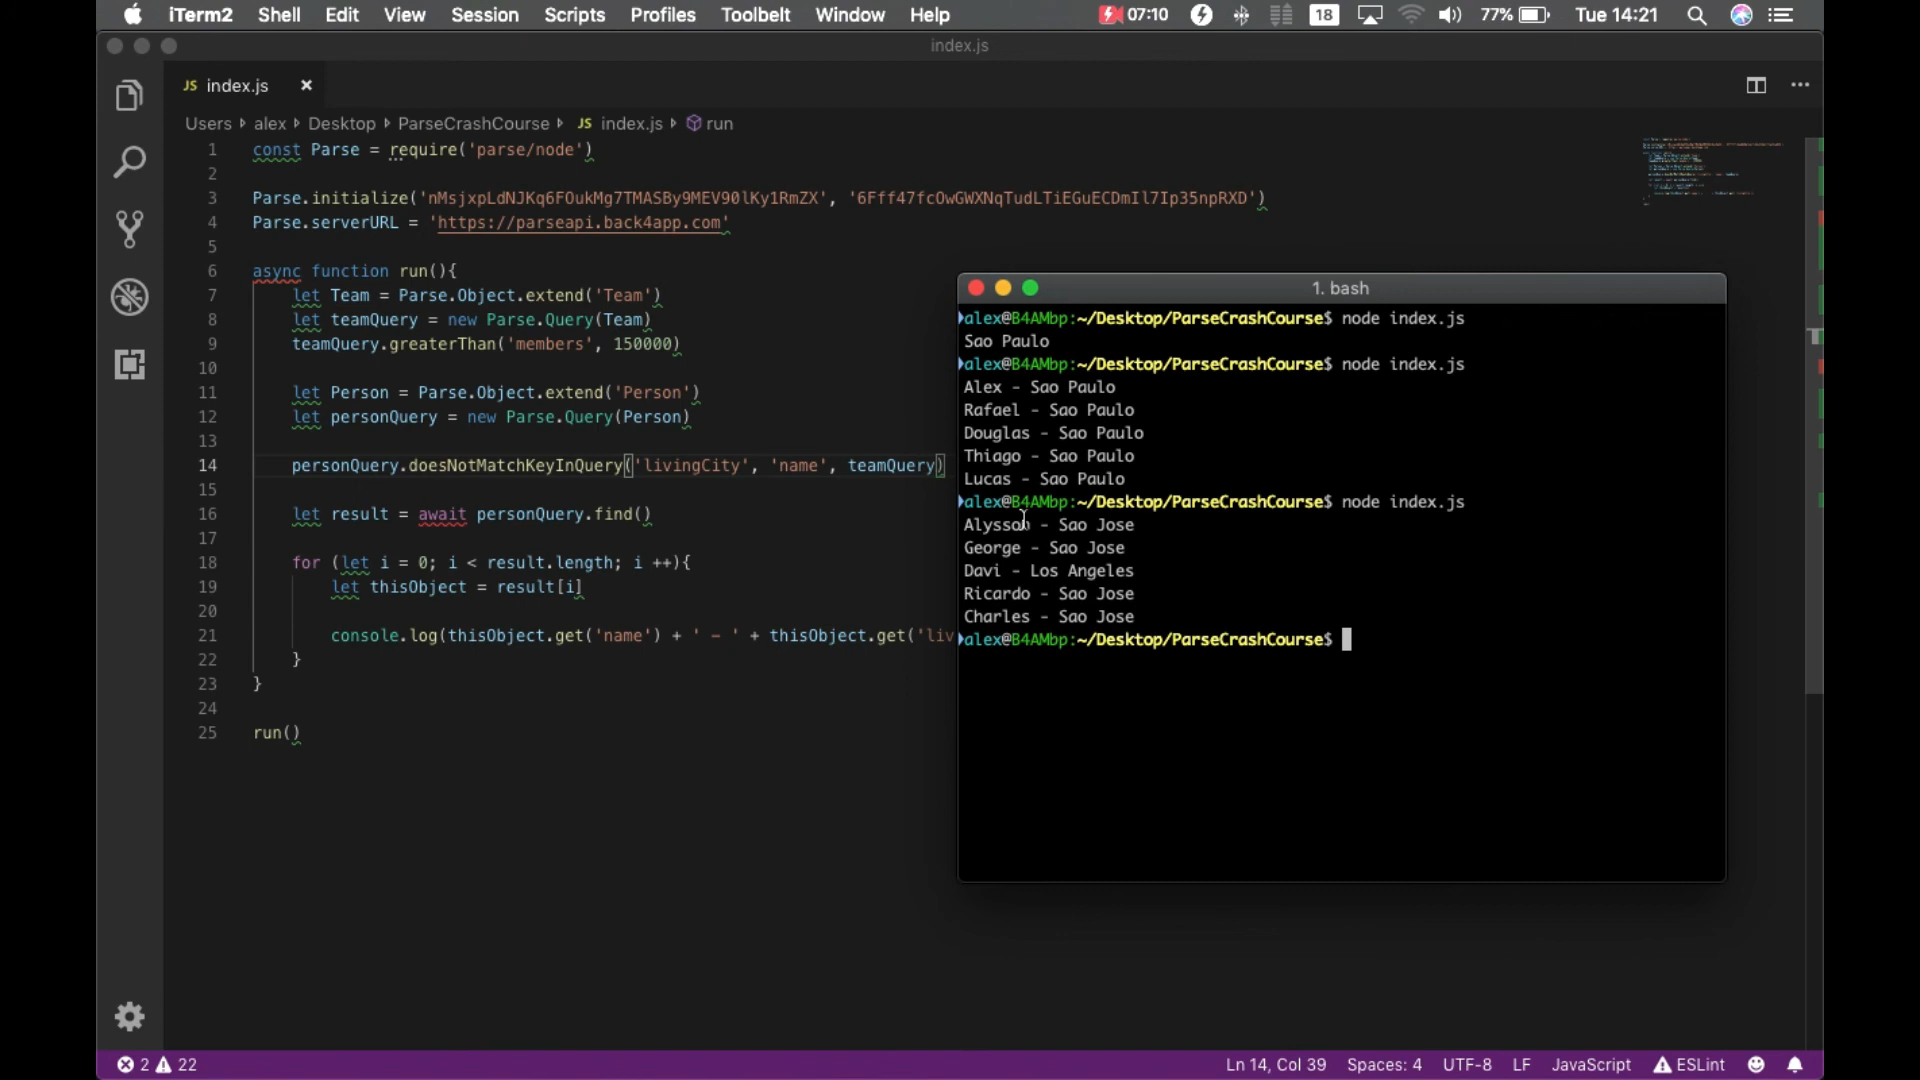 iTerm2 Shell Edit View Session Scripts Profiles Toolbelt Window Help 07:10 18 77% Tue 14:21
index.js
JS index.js ×
Users alex Desktop ParseCrashCourse JS index.js run
1 const Parse = require('parse/node')
2
3 Parse.initialize('nMsjxpLdNJKq6FOukMg7TMASBy9MEV90lKy1RmZX', '6Fff47fcOwGWXNqTudLTiEGuECDmIl7Ip35npRXD')
4 Parse.serverURL = 'https://parseapi.back4app.com'
5
6 async function run(){
7 let Team = Parse.Object.extend('Team')
8 let teamQuery = new Parse.Query(Team)
9 teamQuery.greaterThan('members', 150000)
10
11 let Person = Parse.Object.extend('Person')
12 let personQuery = new Parse.Query(Person)
13
14 personQuery.doesNotMatchKeyInQuery('livingCity', 'name', teamQuery)
15
16 let result = await personQuery.find()
17
18 for (let i = 0; i < result.length; i ++){
19 let thisObject = result[i]
20
21 console.log(thisObject.get('name') + ' - ' + thisObject.get('liv
22 }
23 }
24
25 run()
1. bash
alex@B4AMbp:~/Desktop/ParseCrashCourse$ node index.js
Sao Paulo
alex@B4AMbp:~/Desktop/ParseCrashCourse$ node index.js
Alex - Sao Paulo
Rafael - Sao Paulo
Douglas - Sao Paulo
Thiago - Sao Paulo
Lucas - Sao Paulo
alex@B4AMbp:~/Desktop/ParseCrashCourse$ node index.js
Alysson - Sao Jose
George - Sao Jose
Davi - Los Angeles
Ricardo - Sao Jose
Charles - Sao Jose
alex@B4AMbp:~/Desktop/ParseCrashCourse$
2 22 Ln 14, Col 39 Spaces: 4 UTF-8 LF JavaScript ESLint